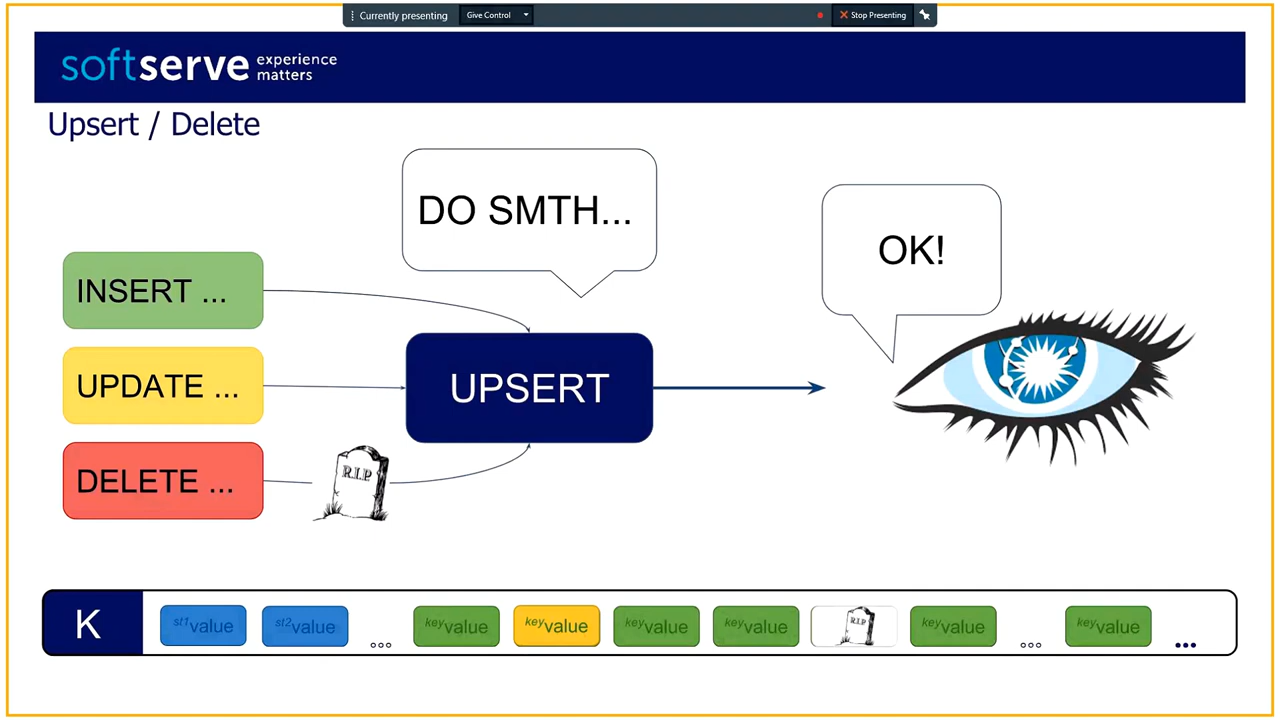 Currently presenting
Give Control
Stop Presenting
softserve experience matters
Upsert / Delete
DO SMTH...
OK!
INSERT ...
UPDATE ...
DELETE ...
R.I.P
UPSERT
K
st1value
st2value
...
keyvalue
keyvalue
keyvalue
keyvalue
R.I.P
keyvalue
...
keyvalue
...